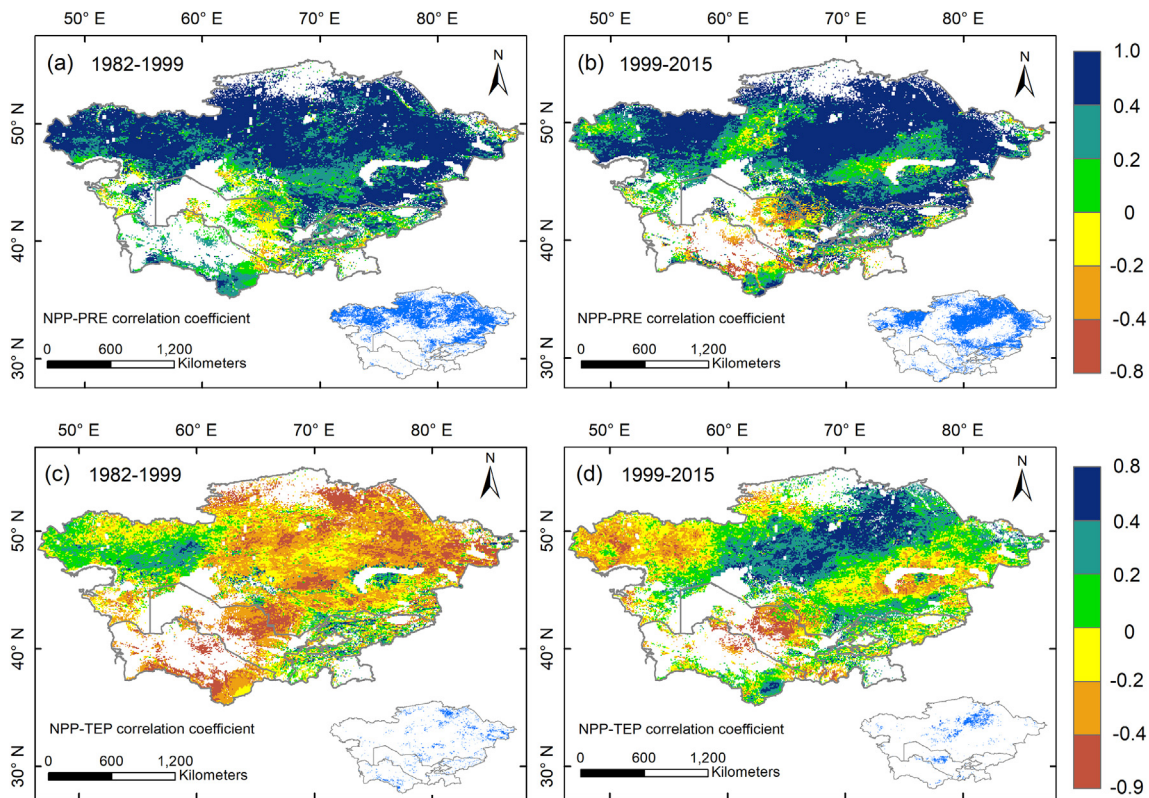 50° E 60° E 70° E 80° E
50° E 60° E 70° E 80° E
(a) 1982-1999
N
(b) 1999-2015
N
50° N
40° N
30° N
50° N
40° N
30° N
NPP-PRE correlation coefficient
0 600 1,200
Kilometers
NPP-PRE correlation coefficient
0 600 1,200
Kilometers
1.0
0.4
0.2
0
-0.2
-0.4
-0.8
50° E 60° E 70° E 80° E
50° E 60° E 70° E 80° E
(c) 1982-1999
N
(d) 1999-2015
N
50° N
40° N
30° N
50° N
40° N
30° N
NPP-TEP correlation coefficient
0 600 1,200
Kilometers
NPP-TEP correlation coefficient
0 600 1,200
Kilometers
0.8
0.4
0.2
0
-0.2
-0.4
-0.9